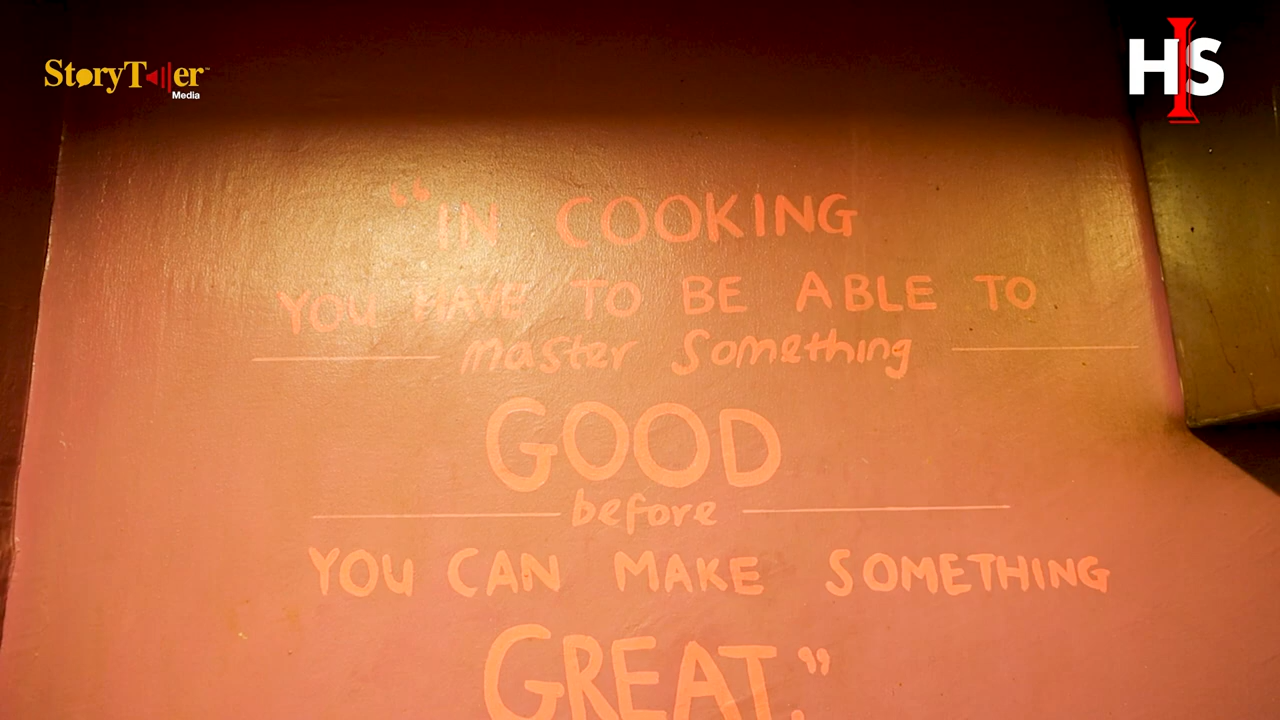 StoryTeller™
Media
HIS
“IN COOKING
YOU HAVE TO BE ABLE TO
master Something
GOOD
before
YOU CAN MAKE SOMETHING
GREAT.”